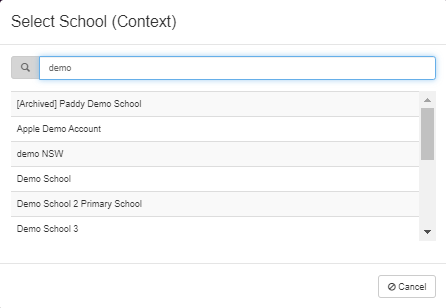 Select School (Context)
demo
[Archived] Paddy Demo School
Apple Demo Account
demo NSW
Demo School
Demo School 2 Primary School
Demo School 3
Cancel